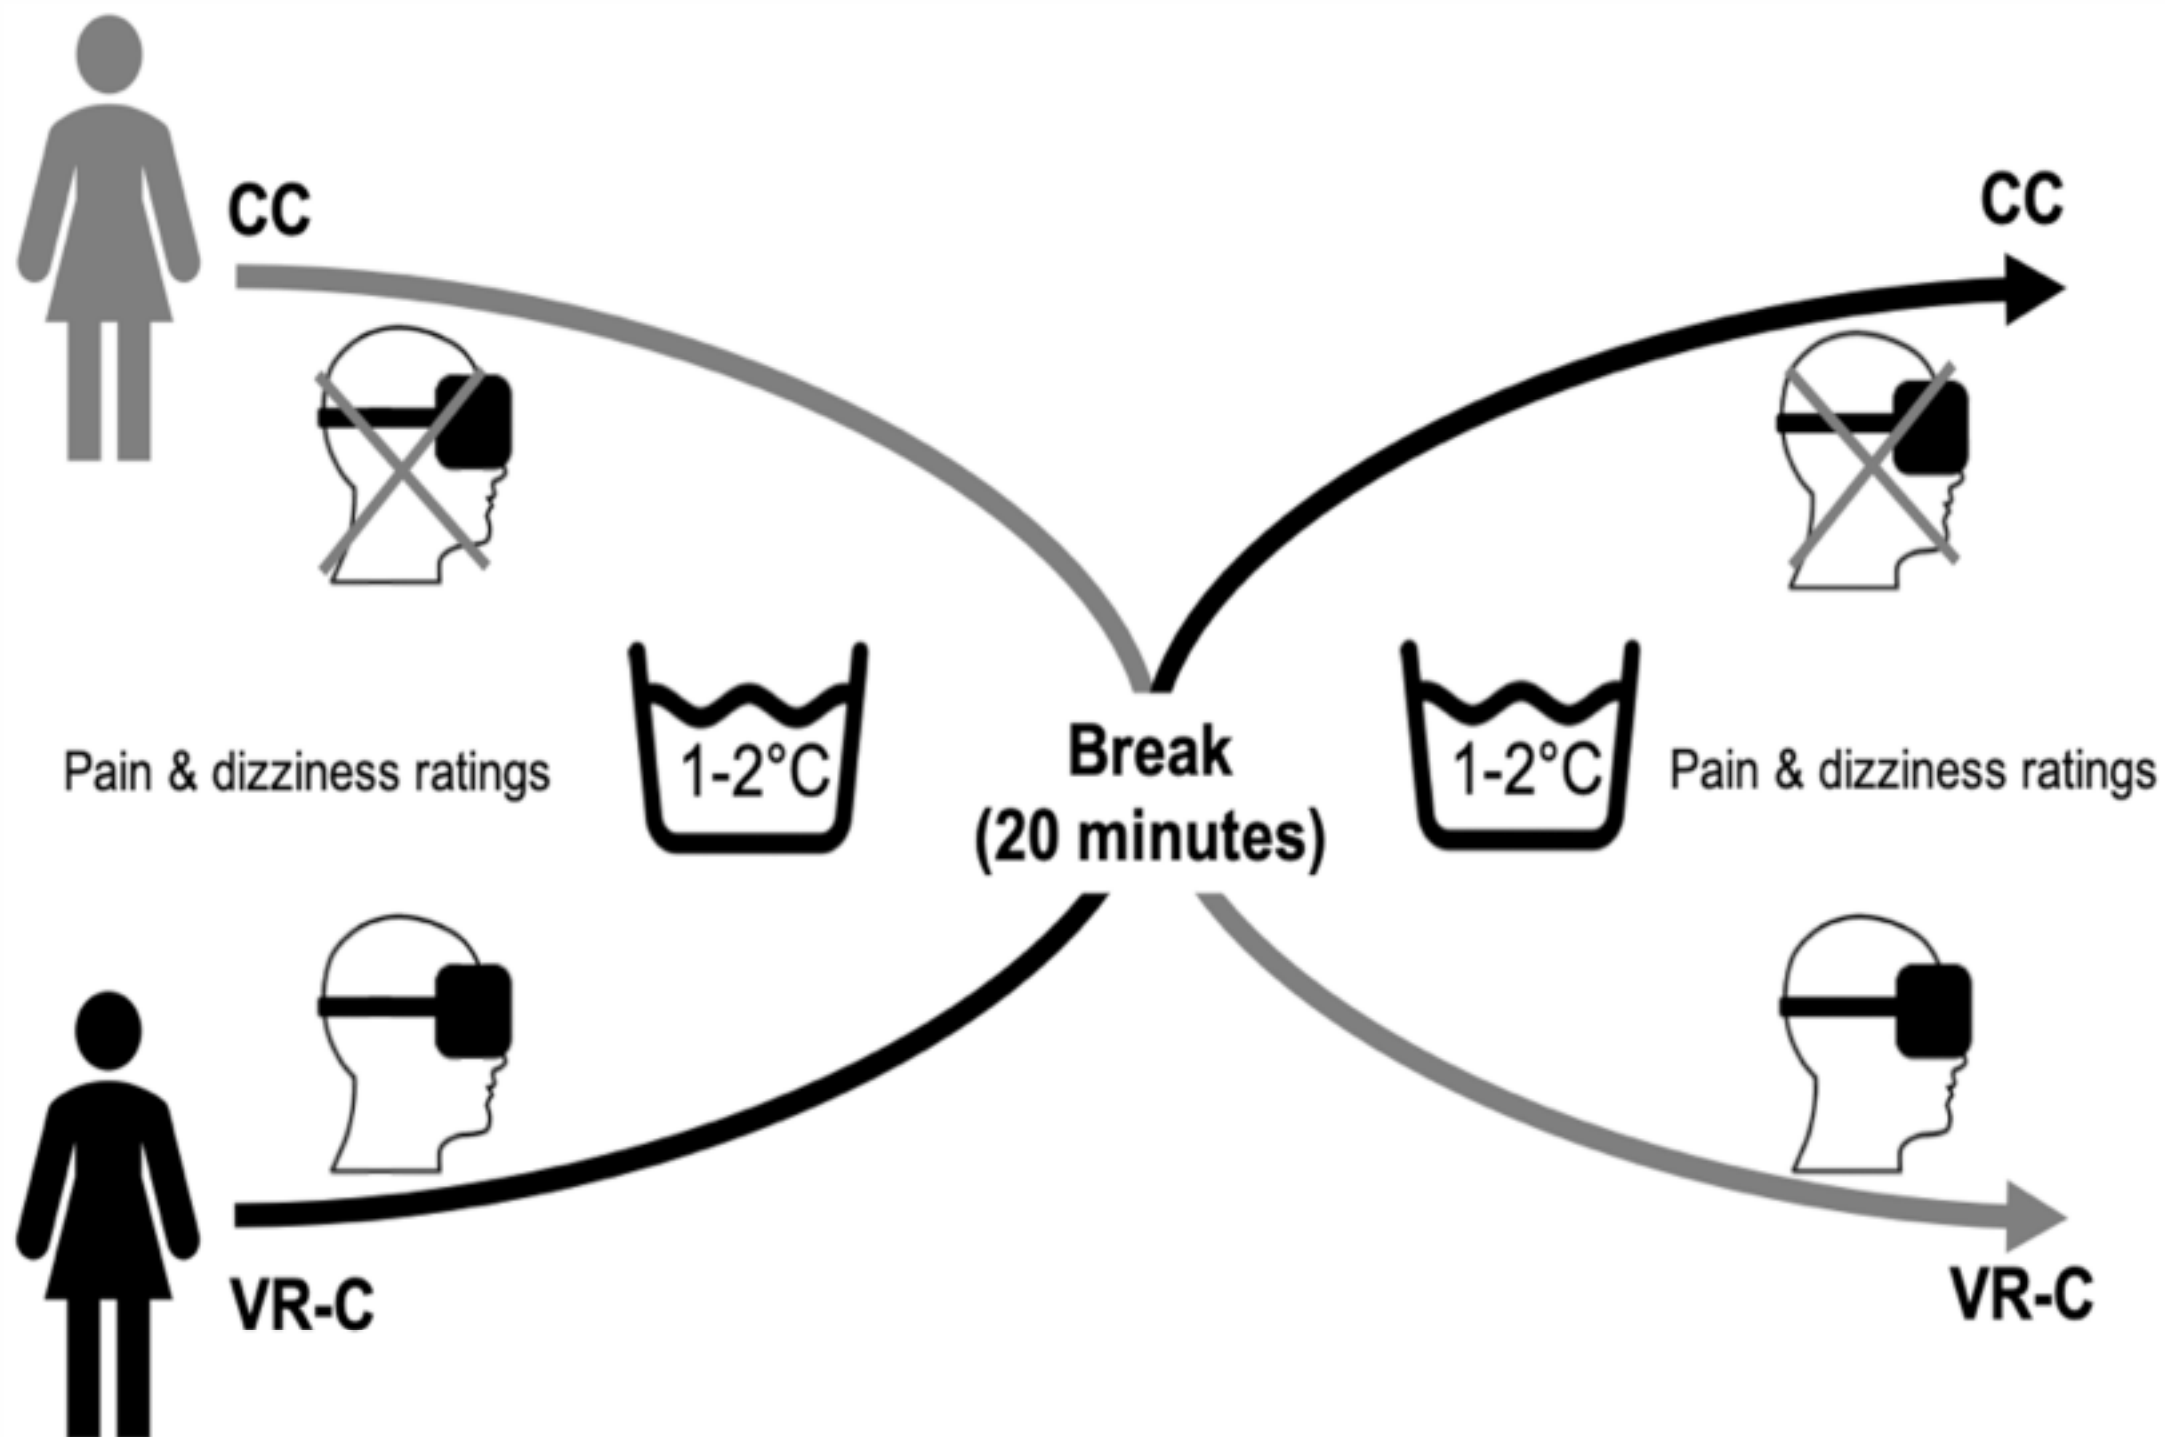 CC
CC
Pain & dizziness ratings
1-2°C
Break
(20 minutes)
1-2°C
Pain & dizziness ratings
VR-C
VR-C